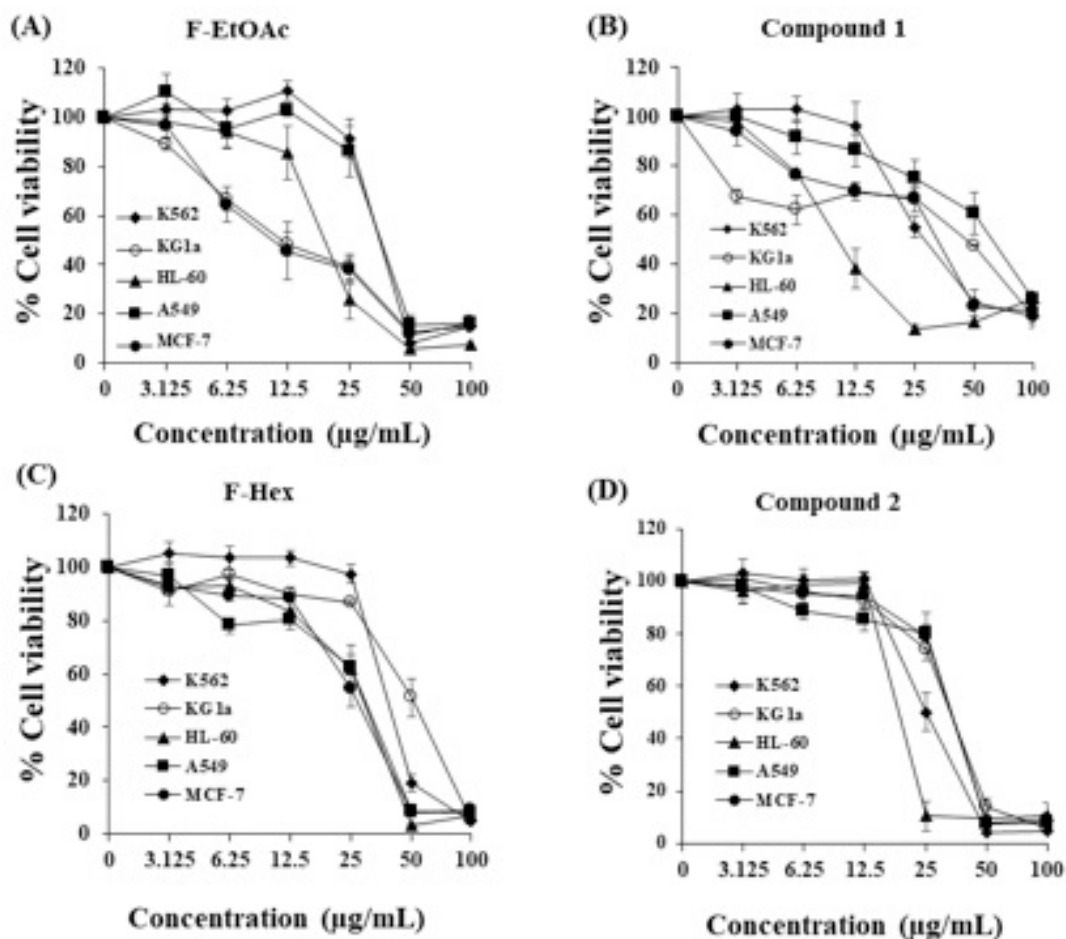 (A)
F-EtOAc
% Cell viability
120
100
80
60
40
20
0
K562
KG1a
HL-60
A549
MCF-7
0 3.125 6.25 12.5 25 50 100
Concentration (µg/mL)
(B)
Compound 1
% Cell viability
120
100
80
60
40
20
0
K562
KG1a
HL-60
A549
MCF-7
0 3.125 6.25 12.5 25 50 100
Concentration (µg/mL)
(C)
F-Hex
% Cell viability
120
100
80
60
40
20
0
K562
KG1a
HL-60
A549
MCF-7
0 3.125 6.25 12.5 25 50 100
Concentration (µg/mL)
(D)
Compound 2
% Cell viability
120
100
80
60
40
20
0
K562
KG1a
HL-60
A549
MCF-7
0 3.125 6.25 12.5 25 50 100
Concentration (µg/mL)